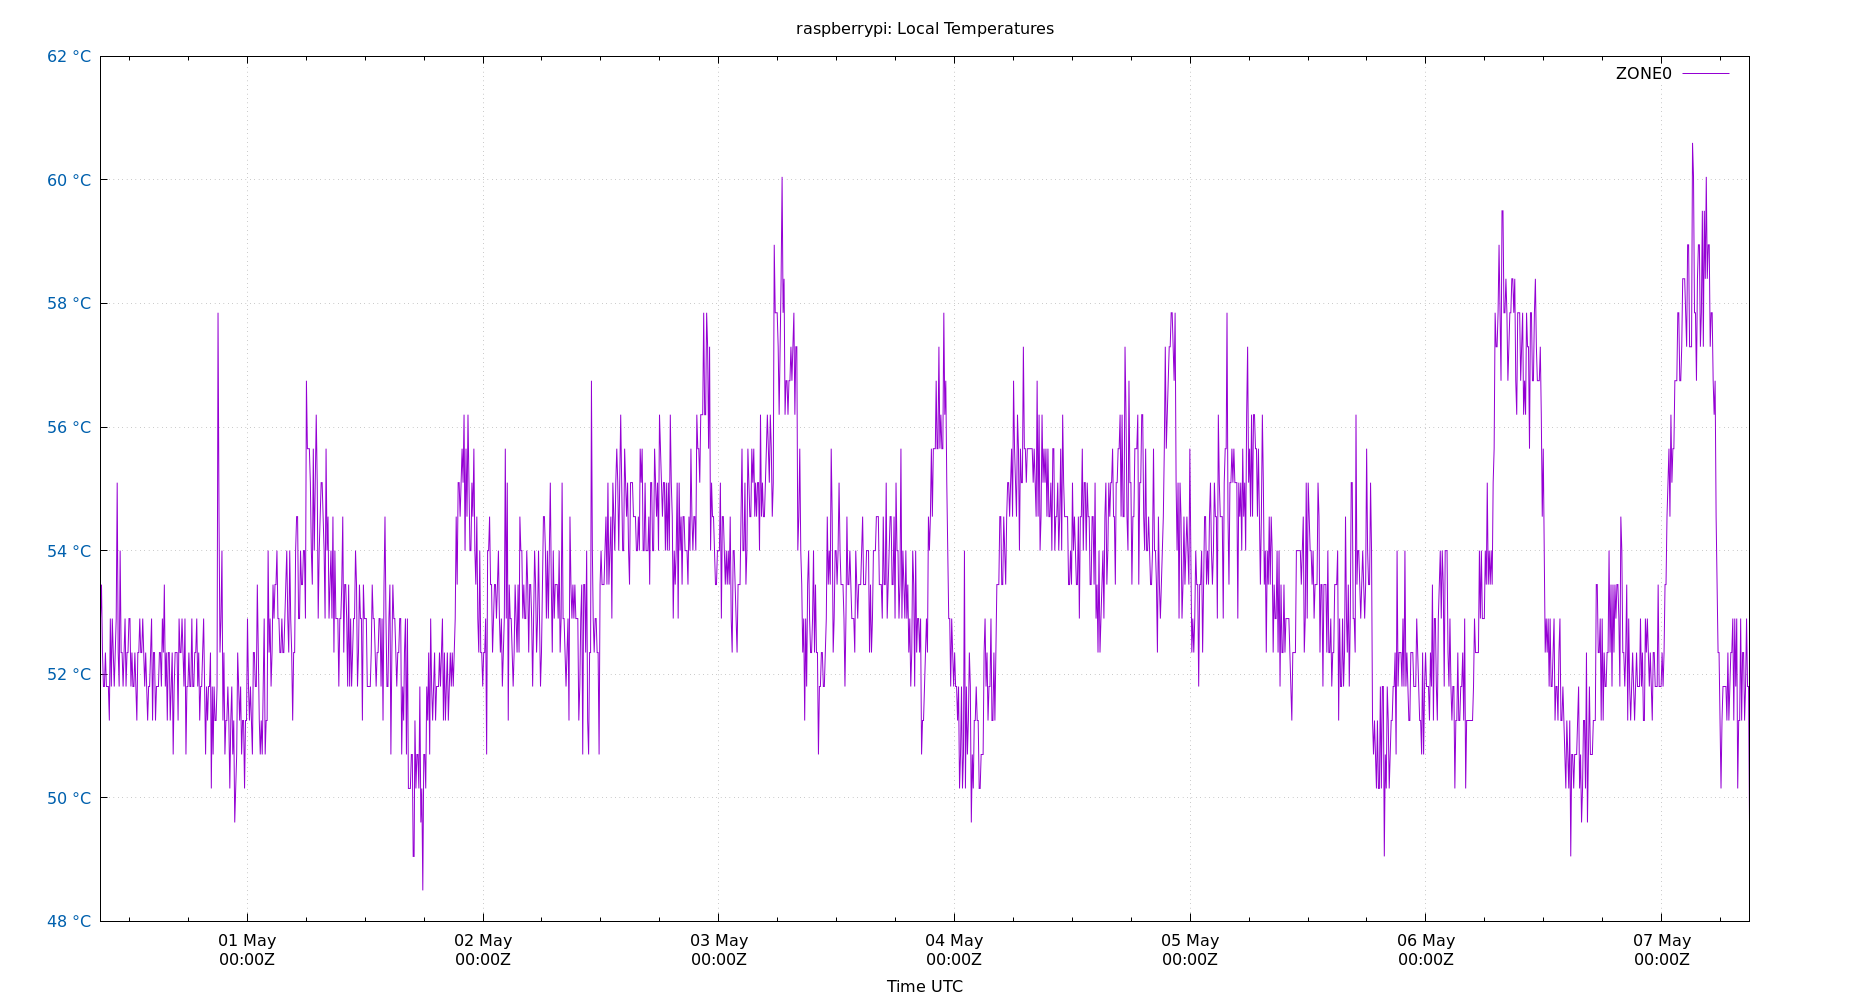 raspberrypi: Local Temperatures
ZONE0
62 °C
60 °C
58 °C
56 °C
54 °C
52 °C
50 °C
48 °C
01 May 02 May 03 May 04 May 05 May 06 May 07 May
00:00Z 00:00Z 00:00Z 00:00Z 00:00Z 00:00Z 00:00Z
Time UTC